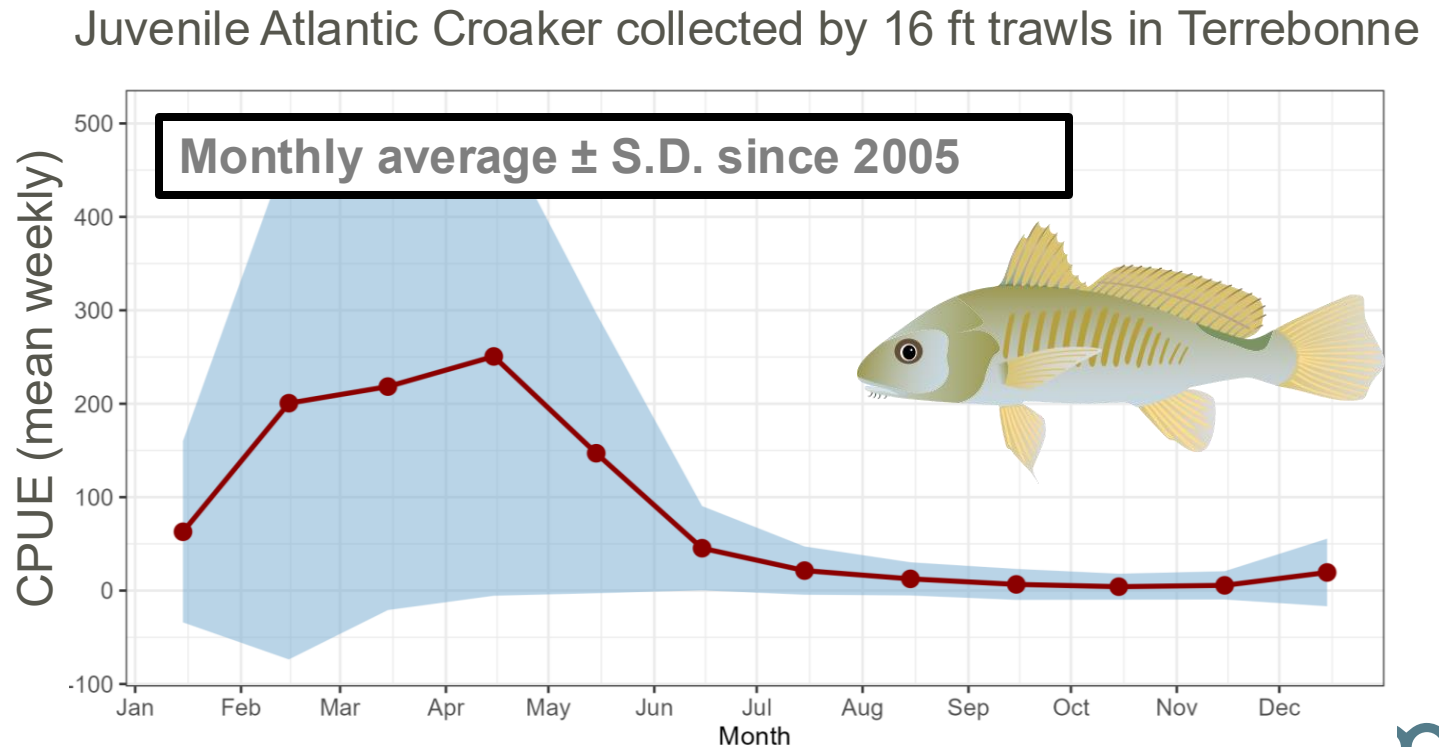 Juvenile Atlantic Croaker collected by 16 ft trawls in Terrebonne
Monthly average ± S.D. since 2005
CPUE (mean weekly)
500
400
300
200
100
0
-100
Jan Feb Mar Apr May Jun Jul Aug Sep Oct Nov Dec
Month